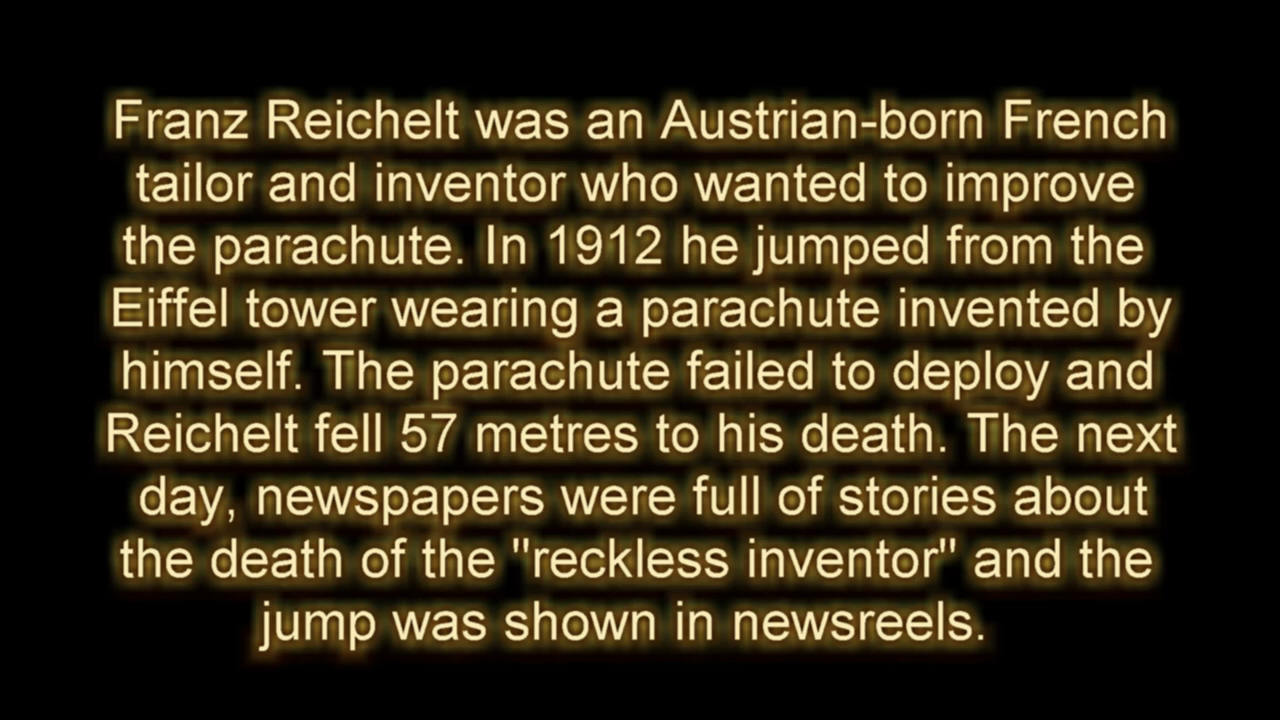 Franz Reichelt was an Austrian-born French
tailor and inventor who wanted to improve
the parachute. In 1912 he jumped from the
Eiffel tower wearing a parachute invented by
himself. The parachute failed to deploy and
Reichelt fell 57 metres to his death. The next
day, newspapers were full of stories about
the death of the "reckless inventor" and the
jump was shown in newsreels.